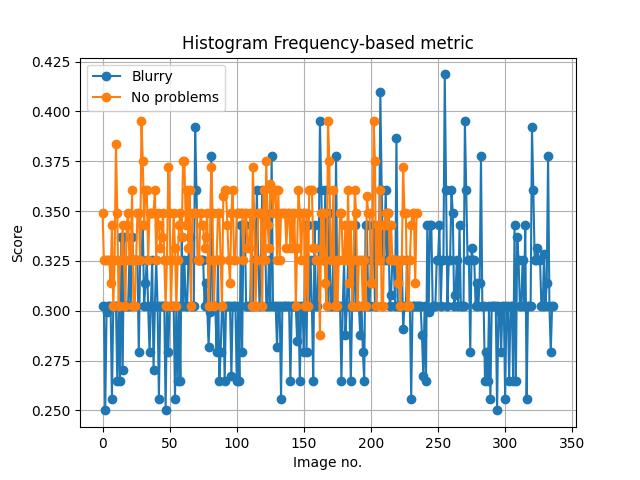 Histogram Frequency-based metric
Blurry
No problems
Score
0.425
0.400
0.375
0.350
0.325
0.300
0.275
0.250
0 50 100 150 200 250 300 350
Image no.